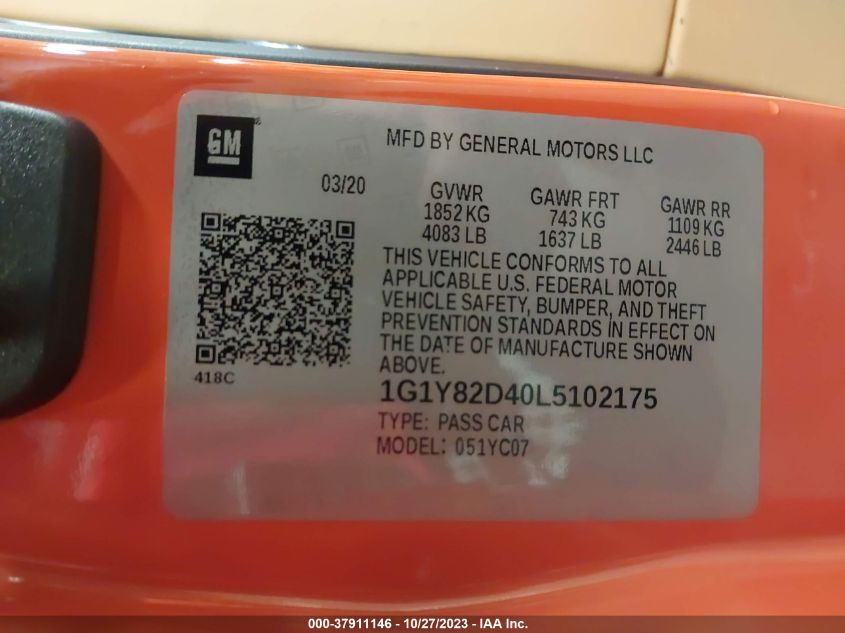 GM®
MFD BY GENERAL MOTORS LLC
03/20
GVWR
1852 KG
4083 LB
GAWR FRT
743 KG
1637 LB
GAWR RR
1109 KG
2446 LB
THIS VEHICLE CONFORMS TO ALL
APPLICABLE U.S. FEDERAL MOTOR
VEHICLE SAFETY, BUMPER, AND THEFT
PREVENTION STANDARDS IN EFFECT ON
THE DATE OF MANUFACTURE SHOWN
ABOVE.
418C
1G1Y82D40L5102175
TYPE: PASS CAR
MODEL: 051YC07
000-37911146 - 10/27/2023 - IAA Inc.